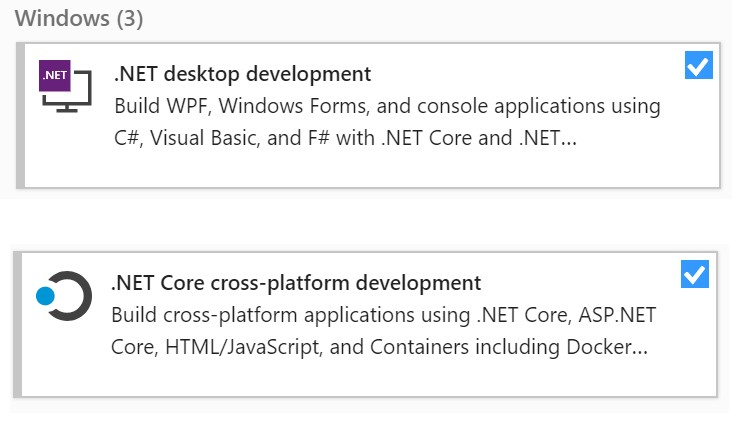 Windows (3)
.NET
.NET desktop development
Build WPF, Windows Forms, and console applications using
C#, Visual Basic, and F# with .NET Core and .NET...
.NET Core cross-platform development
Build cross-platform applications using .NET Core, ASP.NET
Core, HTML/JavaScript, and Containers including Docker...